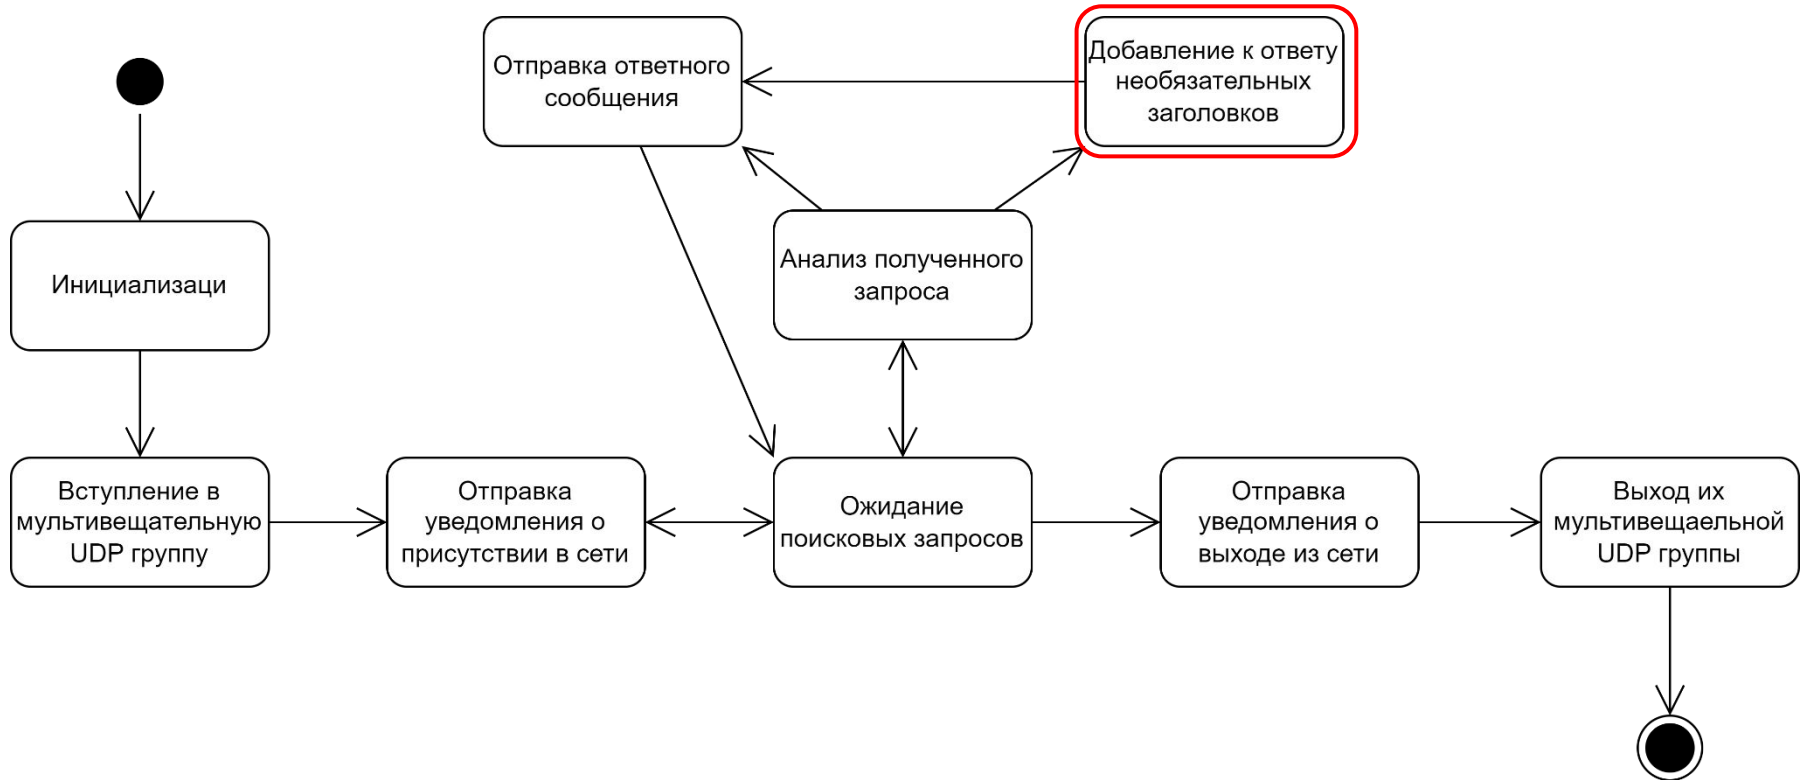 Отправка ответного
сообщения
Добавление к ответу
необязательных
заголовков
Инициализаци
Анализ полученного
запроса
Вступление в
мультивещательную
UDP группу
Отправка
уведомления о
присутствии в сети
Ожидание
поисковых запросов
Отправка
уведомления о
выходе из сети
Выход их
мультивещаельной
UDP группы